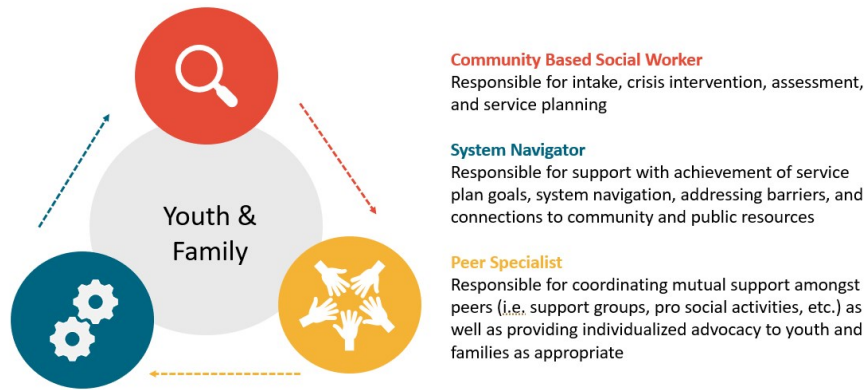 Youth &
Family
Community Based Social Worker
Responsible for intake, crisis intervention, assessment,
and service planning
System Navigator
Responsible for support with achievement of service
plan goals, system navigation, addressing barriers, and
connections to community and public resources
Peer Specialist
Responsible for coordinating mutual support amongst
peers (i.e. support groups, pro social activities, etc.) as
well as providing individualized advocacy to youth and
families as appropriate